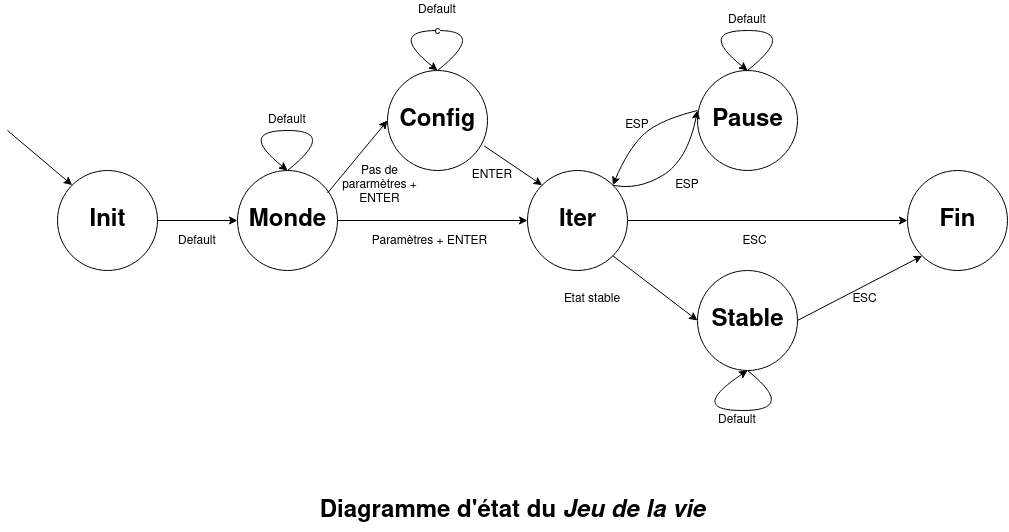 Default
c
Default
Config
Pause
Default
ESP
Pas de
pararmètres +
ENTER
ENTER
ESP
Init
Monde
Iter
Fin
Default
Paramètres + ENTER
ESC
Etat stable
ESC
Stable
Default
Diagramme d'état du Jeu de la vie